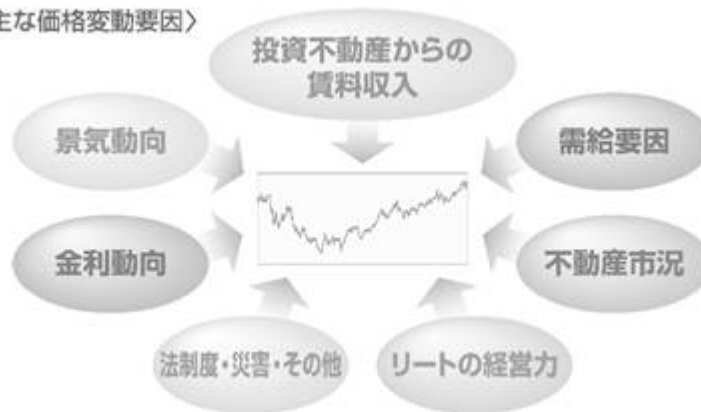 主な価格変動要因〉
投資不動産からの
賃料収入
景気動向
需給要因
金利動向
不動産市況
法制度・災害・その他
リートの経営力